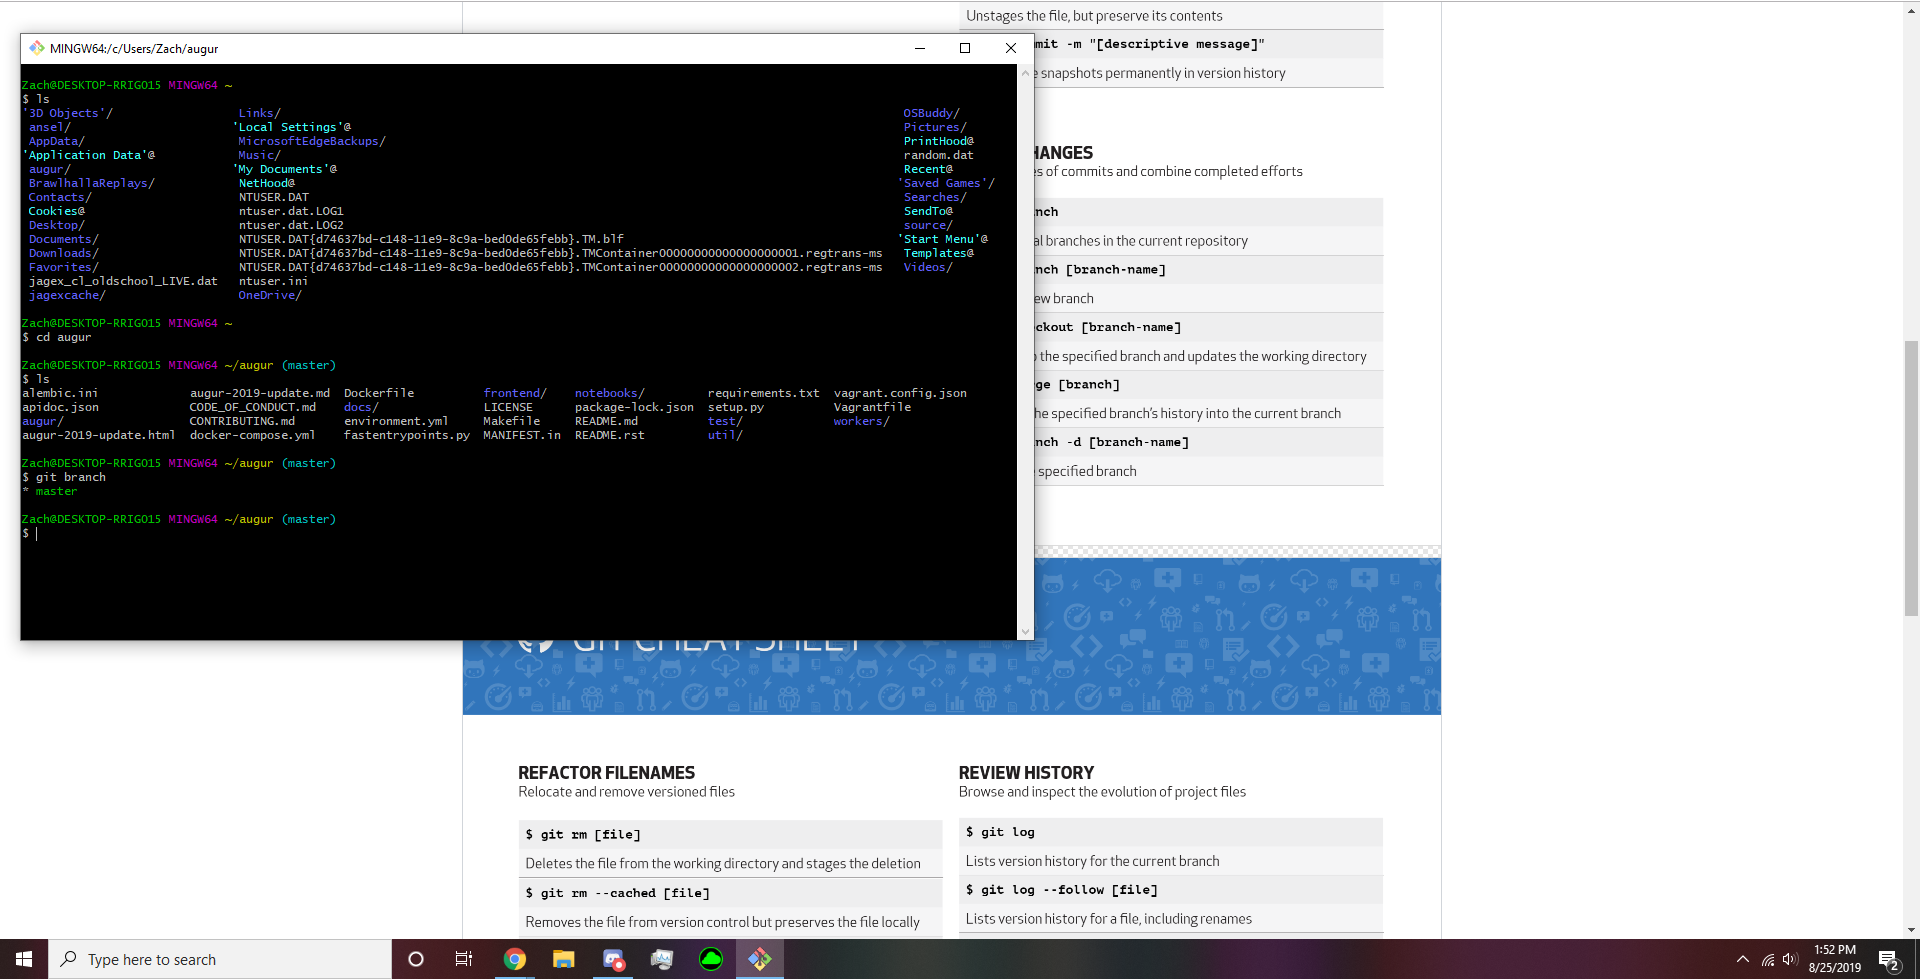 Unstages the file, but preserve its contents
mit -m "[descriptive message]"
snapshots permanently in version history
HANGES
es of commits and combine completed efforts
nch
al branches in the current repository
nch [branch-name]
ew branch
ckout [branch-name]
o the specified branch and updates the working directory
ge [branch]
he specified branch's history into the current branch
nch -d [branch-name]
specified branch
MINGW64:/c/Users/Zach/augur
Zach@DESKTOP-RRIGO15 MINGW64 ~
$ ls
'3D Objects'/ Links/ OSBuddy/
ansel/ 'Local Settings'@ Pictures/
AppData/ MicrosoftEdgeBackups/ PrintHood@
'Application Data'@ Music/ random.dat
augur/ 'My Documents'@ Recent@
BrawlhallaReplays/ NetHood@ 'Saved Games'/
Contacts/ NTUSER.DAT Searches/
Cookies@ ntuser.dat.LOG1 SendTo@
Desktop/ ntuser.dat.LOG2 source/
Documents/ NTUSER.DAT{d74637bd-c148-11e9-8c9a-bed0de65febb}.TM.blf 'Start Menu'@
Downloads/ NTUSER.DAT{d74637bd-c148-11e9-8c9a-bed0de65febb}.TMContainer00000000000000000001.regtrans-ms Templates@
Favorites/ NTUSER.DAT{d74637bd-c148-11e9-8c9a-bed0de65febb}.TMContainer00000000000000000002.regtrans-ms Videos/
jagex_cl_oldschool_LIVE.dat ntuser.ini
jagexcache/ OneDrive/
Zach@DESKTOP-RRIGO15 MINGW64 ~
$ cd augur
Zach@DESKTOP-RRIGO15 MINGW64 ~/augur (master)
$ ls
alembic.ini augur-2019-update.md Dockerfile frontend/ notebooks/ requirements.txt vagrant.config.json
apidoc.json CODE_OF_CONDUCT.md docs/ LICENSE package-lock.json setup.py Vagrantfile
augur/ CONTRIBUTING.md environment.yml Makefile README.md test/ workers/
augur-2019-update.html docker-compose.yml fastentrypoints.py MANIFEST.in README.rst util/
Zach@DESKTOP-RRIGO15 MINGW64 ~/augur (master)
$ git branch
* master
Zach@DESKTOP-RRIGO15 MINGW64 ~/augur (master)
$
GIT CHEAT SHEET
REFACTOR FILENAMES
Relocate and remove versioned files
$ git rm [file]
Deletes the file from the working directory and stages the deletion
$ git rm --cached [file]
Removes the file from version control but preserves the file locally
REVIEW HISTORY
Browse and inspect the evolution of project files
$ git log
Lists version history for the current branch
$ git log --follow [file]
Lists version history for a file, including renames
Type here to search
1:52 PM
8/25/2019
2